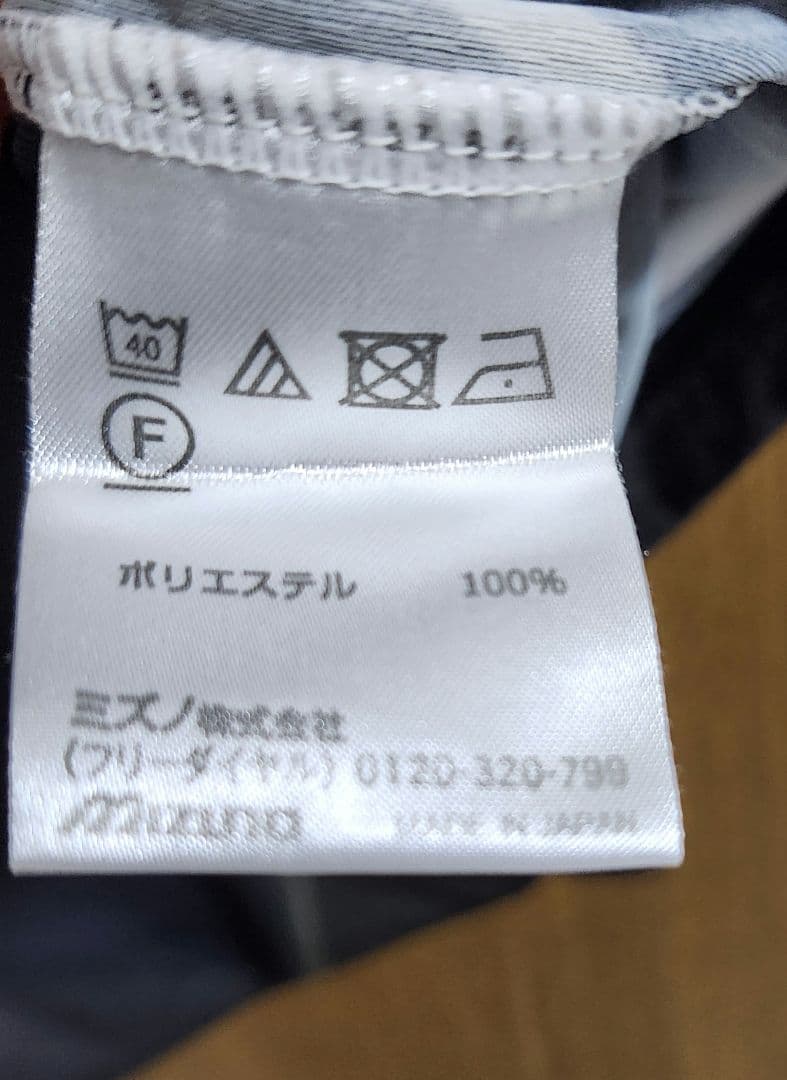 40
F
ポリエステル 100%
ミズノ株式会社
(フリーダイヤル) 0120-320-799
Mizuno MADE IN JAPAN